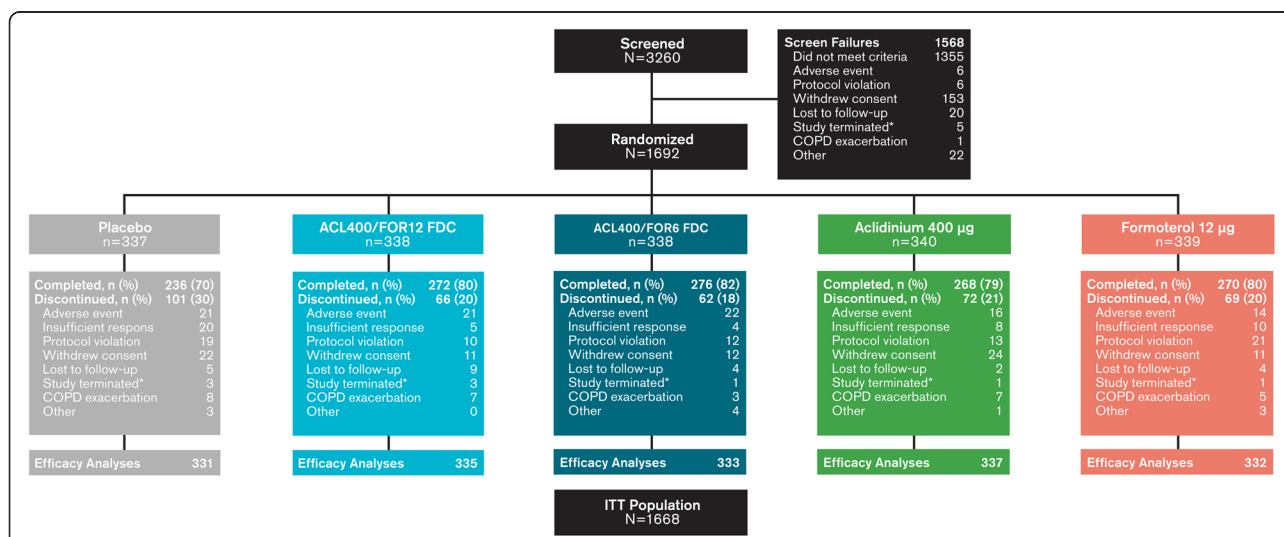 Screened
N=3260
Screen Failures 1568
Did not meet criteria 1355
Adverse event 6
Protocol violation 6
Withdrew consent 153
Lost to follow-up 20
Study terminated* 5
COPD exacerbation 1
Other 22
Randomized
N=1692
Placebo
n=337
Completed, n (%) 236 (70)
Discontinued, n (%) 101 (30)
Adverse event 21
Insufficient respons 20
Protocol violation 19
Withdrew consent 22
Lost to follow-up 5
Study terminated* 3
COPD exacerbation 8
Other 3
Efficacy Analyses 331
ACL400/FOR12 FDC
n=338
Completed, n (%) 272 (80)
Discontinued, n (%) 66 (20)
Adverse event 21
Insufficient response 5
Protocol violation 10
Withdrew consent 11
Lost to follow-up 9
Study terminated* 3
COPD exacerbation 7
Other 0
Efficacy Analyses 335
ACL400/FOR6 FDC
n=338
Completed, n (%) 276 (82)
Discontinued, n (%) 62 (18)
Adverse event 22
Insufficient response 4
Protocol violation 12
Withdrew consent 12
Lost to follow-up 4
Study terminated* 1
COPD exacerbation 3
Other 4
Efficacy Analyses 333
Aclidinium 400 µg
n=340
Completed, n (%) 268 (79)
Discontinued, n (%) 72 (21)
Adverse event 16
Insufficient response 8
Protocol violation 13
Withdrew consent 24
Lost to follow-up 2
Study terminated* 1
COPD exacerbation 7
Other 1
Efficacy Analyses 337
Formoterol 12 µg
n=339
Completed, n (%) 270 (80)
Discontinued, n (%) 69 (20)
Adverse event 14
Insufficient response 10
Protocol violation 21
Withdrew consent 11
Lost to follow-up 4
Study terminated* 1
COPD exacerbation 5
Other 3
Efficacy Analyses 332
ITT Population
N=1668